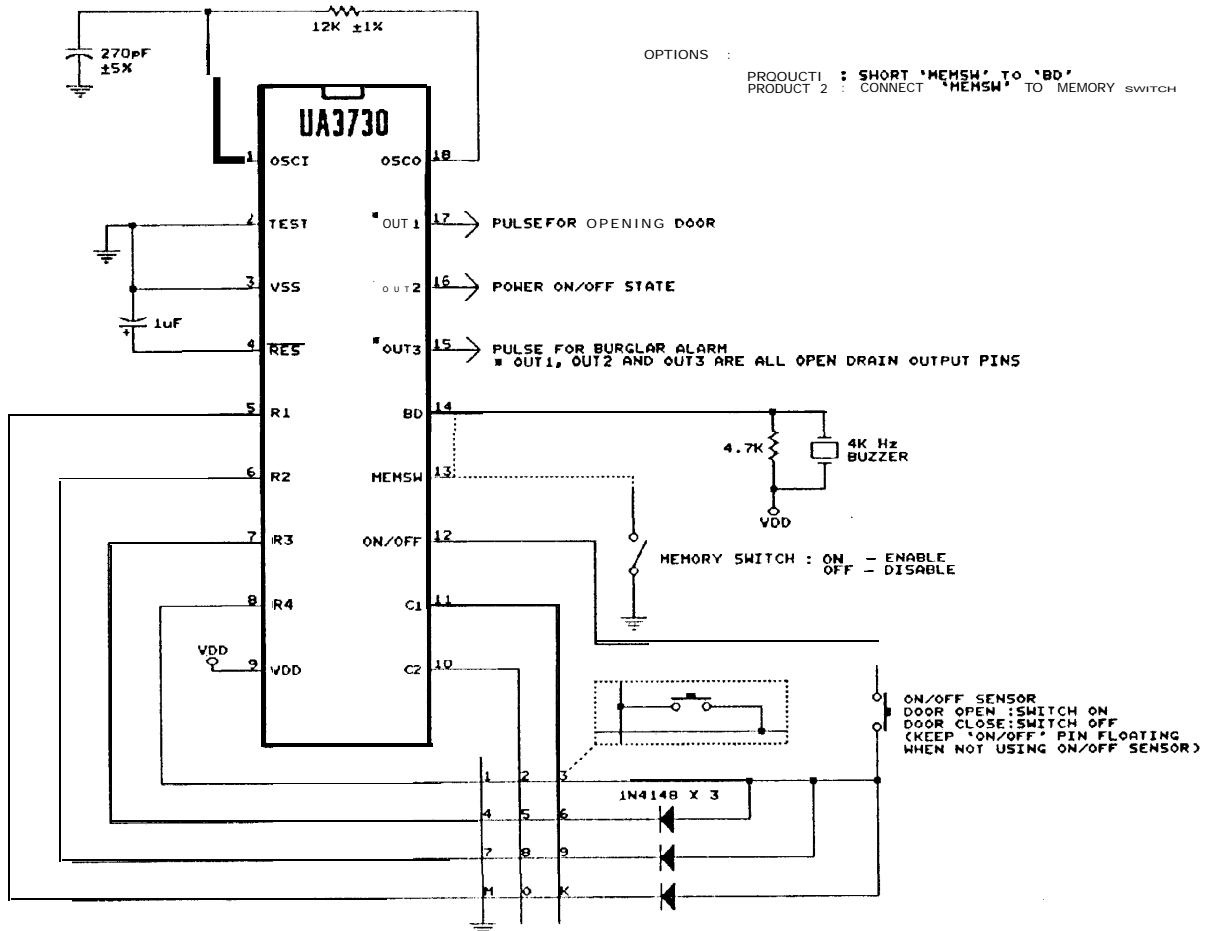 12K ±1%
270pF
±5%
OPTIONS :
PRQOUCTI : SHORT 'MEMSW' TO 'BD'
PRODUCT 2 : CONNECT 'MEMSW' TO MEMORY SWITCH
UA3730
1 OSCI OSCO 18
2 TEST *OUT 1 17 PULSEFOR OPENING DOOR
3 VSS OUT2 16 POWER ON/OFF STATE
1uF
4 RES *OUT3 15 PULSE FOR BURGLAR ALARM
* OUT1, OUT2 AND OUT3 ARE ALL OPEN DRAIN OUTPUT PINS
5 R1 BD 14
4.7K 4K Hz
BUZZER
6 R2 MEMSW 13
VDD
7 R3 ON/OFF 12
MEMORY SWITCH : ON – ENABLE
OFF – DISABLE
8 R4 C1 11
VDD
9 VDD C2 10
ON/OFF SENSOR
DOOR OPEN :SWITCH ON
DOOR CLOSE:SWITCH OFF
(KEEP 'ON/OFF' PIN FLOATING
WHEN NOT USING ON/OFF SENSOR)
1 2 3
1N4148 X 3
4 5 6
7 8 9
M O K